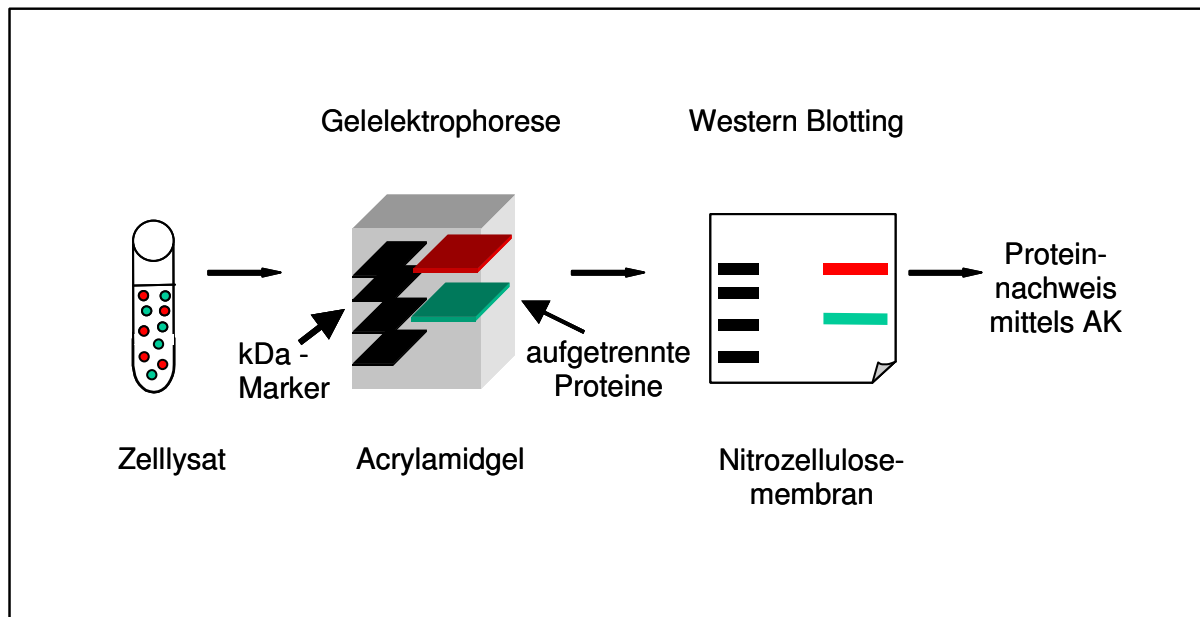 Gelelektrophorese
Western Blotting
kDa -
Marker
aufgetrennte
Proteine
Protein-
nachweis
mittels AK
Zelllysat
Acrylamidgel
Nitrozellulose-
membran